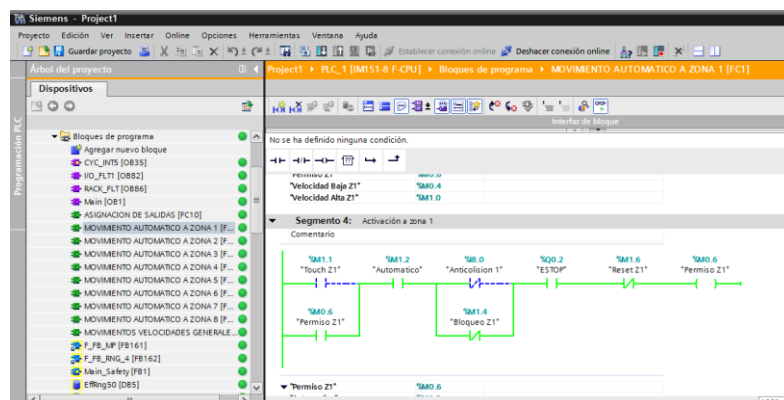 Siemens - Project1
Proyecto Edición Ver Insertar Online Opciones Herramientas Ventana Ayuda
Guardar proyecto Establecer conexión online Deshacer conexión online
Árbol del proyecto
Project1 PLC_1 [IM151-8 F-CPU] Bloques de programa MOVIMIENTO AUTOMATICO A ZONA 1 [FC1]
Dispositivos
Programación PLC
Interfaz de bloque
Bloques de programa
Agregar nuevo bloque
CYC_INT5 [OB35]
I/O_FLT1 [OB82]
RACK_FLT [OB86]
Main [OB1]
ASIGNACION DE SALIDAS [FC10]
MOVIMIENTO AUTOMATICO A ZONA 1 [F...
MOVIMIENTO AUTOMATICO A ZONA 2 [F...
MOVIMIENTO AUTOMATICO A ZONA 3 [F...
MOVIMIENTO AUTOMATICO A ZONA 4 [F...
MOVIMIENTO AUTOMATICO A ZONA 5 [F...
MOVIMIENTO AUTOMATICO A ZONA 6 [F...
MOVIMIENTO AUTOMATICO A ZONA 7 [F...
MOVIMIENTO AUTOMATICO A ZONA 8 [F...
MOVIMIENTOS VELOCIDADES GENERALE...
F_FB_MP [FB161]
F_FB_RNG_4 [FB162]
Main_Safety [FB1]
EffRng50 [DB5]
No se ha definido ninguna condición.
"Velocidad Baja Z1" %M0.4
"Velocidad Alta Z1" %M1.0
Segmento 4: Activación a zona 1
Comentario
%M1.1 %M1.2 %I8.0 %Q0.2 %M1.6 %M0.6
"Touch Z1" "Automatico" "Anticolision 1" "ESTOP" "Reset Z1" "Permiso Z1"
%M0.6 %M1.4
"Permiso Z1" "Bloqueo Z1"
"Permiso Z1" %M0.6